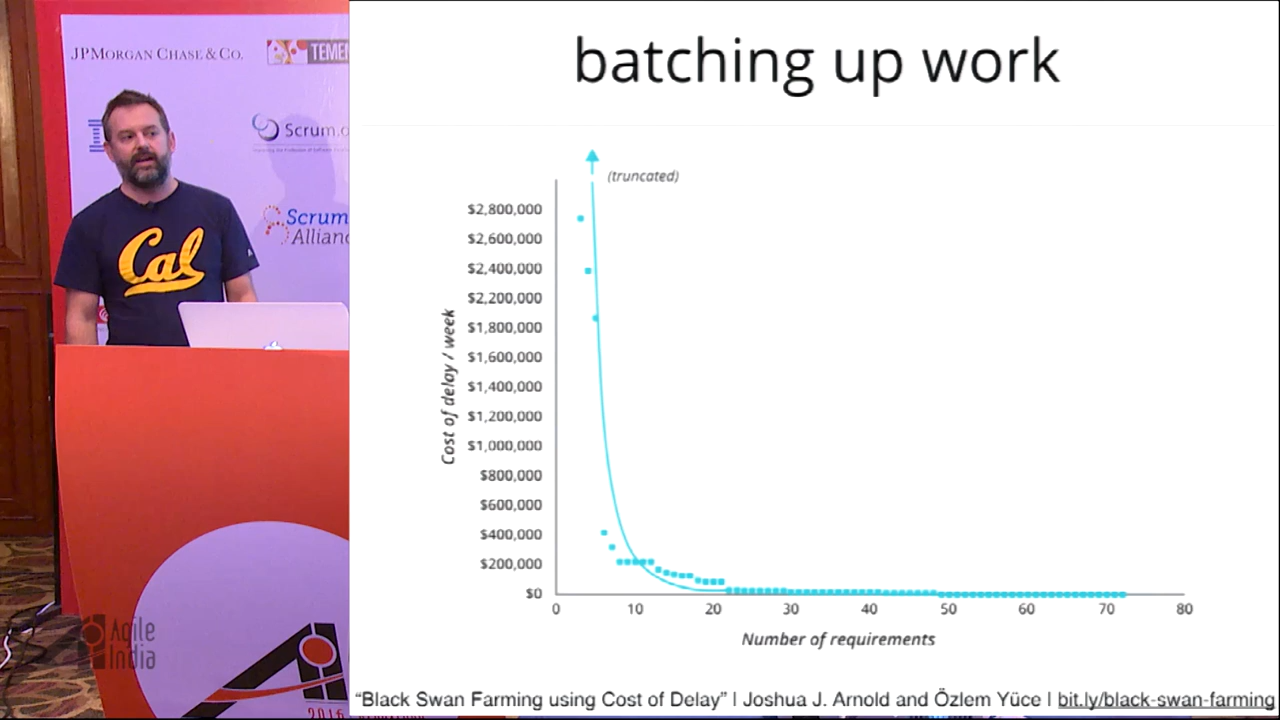 JPMORGAN CHASE & CO.
TEME
Scrum.o
Scrum
Allianc
Cal
Agile
India
2016
batching up work
(truncated)
$2,800,000
$2,600,000
$2,400,000
$2,200,000
$2,000,000
$1,800,000
$1,600,000
$1,400,000
$1,200,000
$1,000,000
$800,000
$600,000
$400,000
$200,000
$0
Cost of delay / week
0 10 20 30 40 50 60 70 80
Number of requirements
“Black Swan Farming using Cost of Delay” | Joshua J. Arnold and Özlem Yüce | bit.ly/black-swan-farming